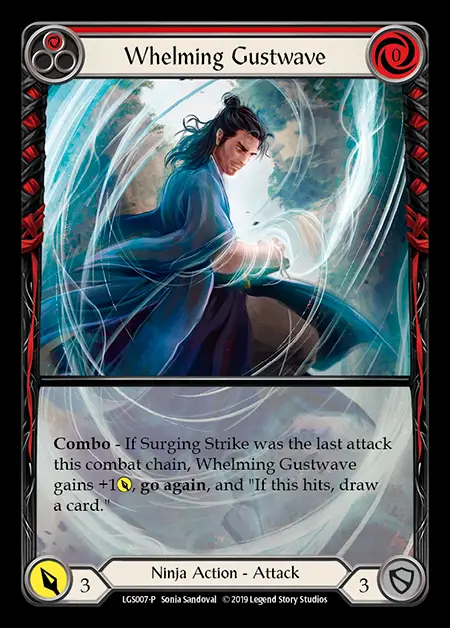 Whelming Gustwave
0
Combo - If Surging Strike was the last attack
this combat chain, Whelming Gustwave
gains +1, go again, and "If this hits, draw
a card."
3
Ninja Action - Attack
3
LGS007-P Sonia Sandoval ©2019 Legend Story Studios